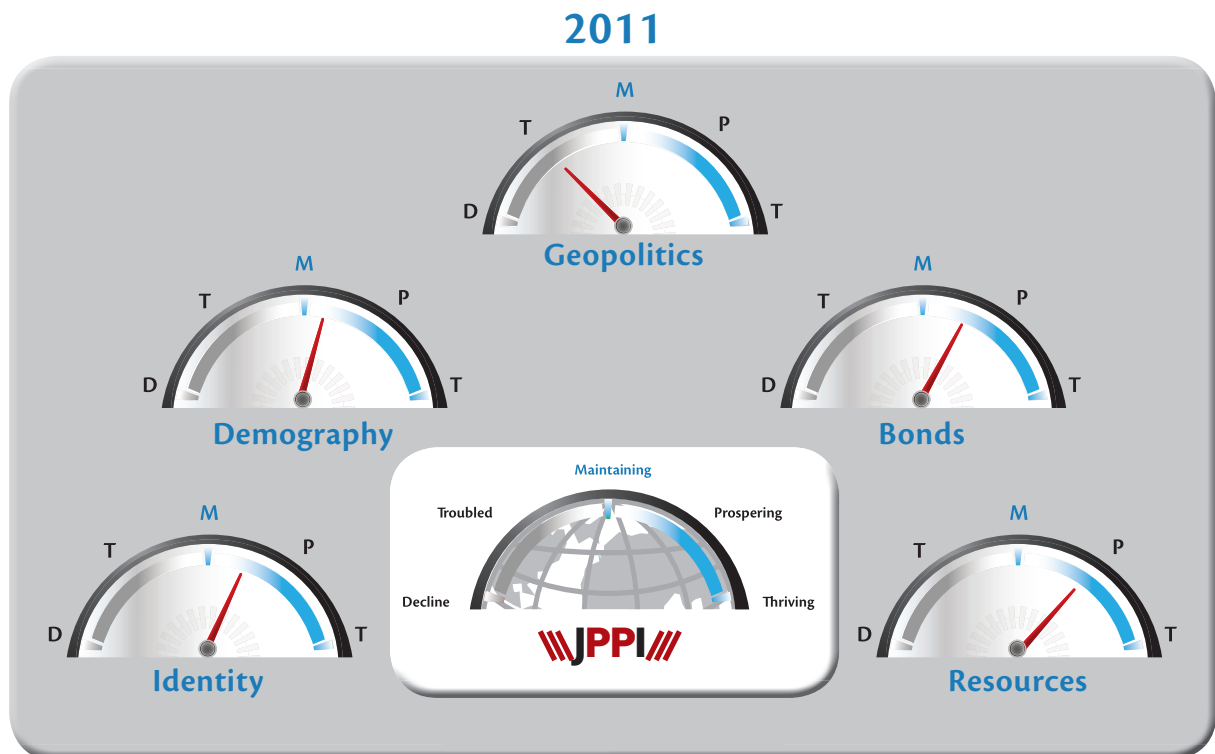 2011
M
T P
D T
Geopolitics
M
T P
D T
Demography
M
T P
D T
Bonds
M
T P
D T
Identity
Maintaining
Troubled Prospering
Decline Thriving
JPPI
M
T P
D T
Resources